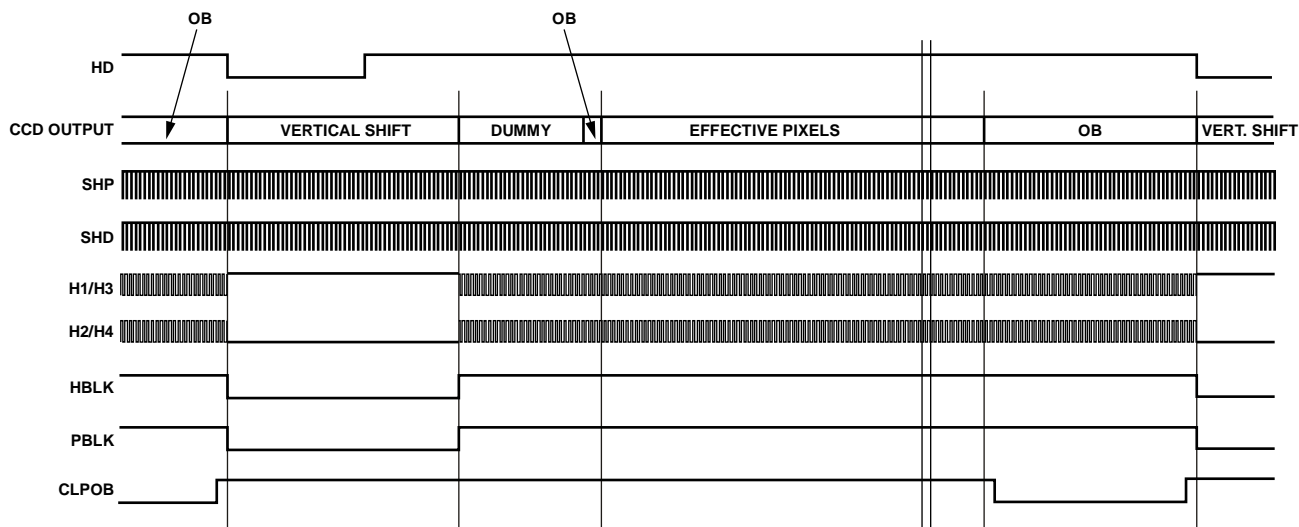 OB OB
HD
CCD OUTPUT VERTICAL SHIFT DUMMY EFFECTIVE PIXELS OB VERT. SHIFT
SHP
SHD
H1/H3
H2/H4
HBLK
PBLK
CLPOB